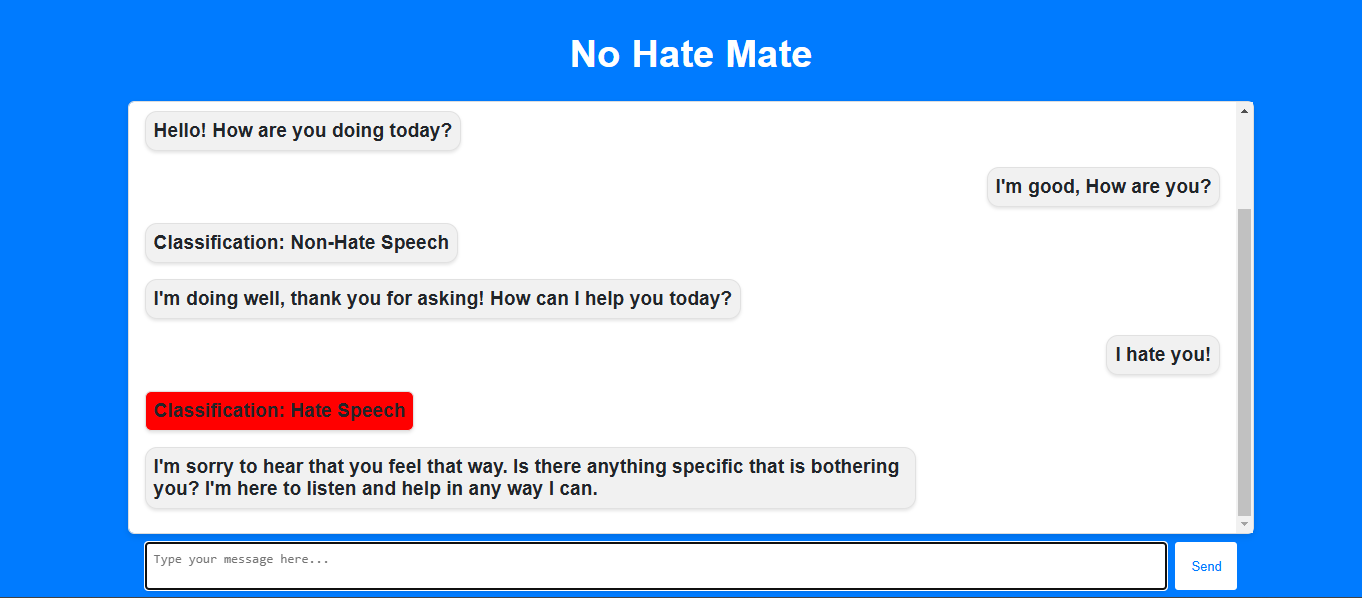 No Hate Mate
Hello! How are you doing today?
I'm good, How are you?
Classification: Non-Hate Speech
I'm doing well, thank you for asking! How can I help you today?
I hate you!
Classification: Hate Speech
I'm sorry to hear that you feel that way. Is there anything specific that is bothering
you? I'm here to listen and help in any way I can.
Type your message here...
Send